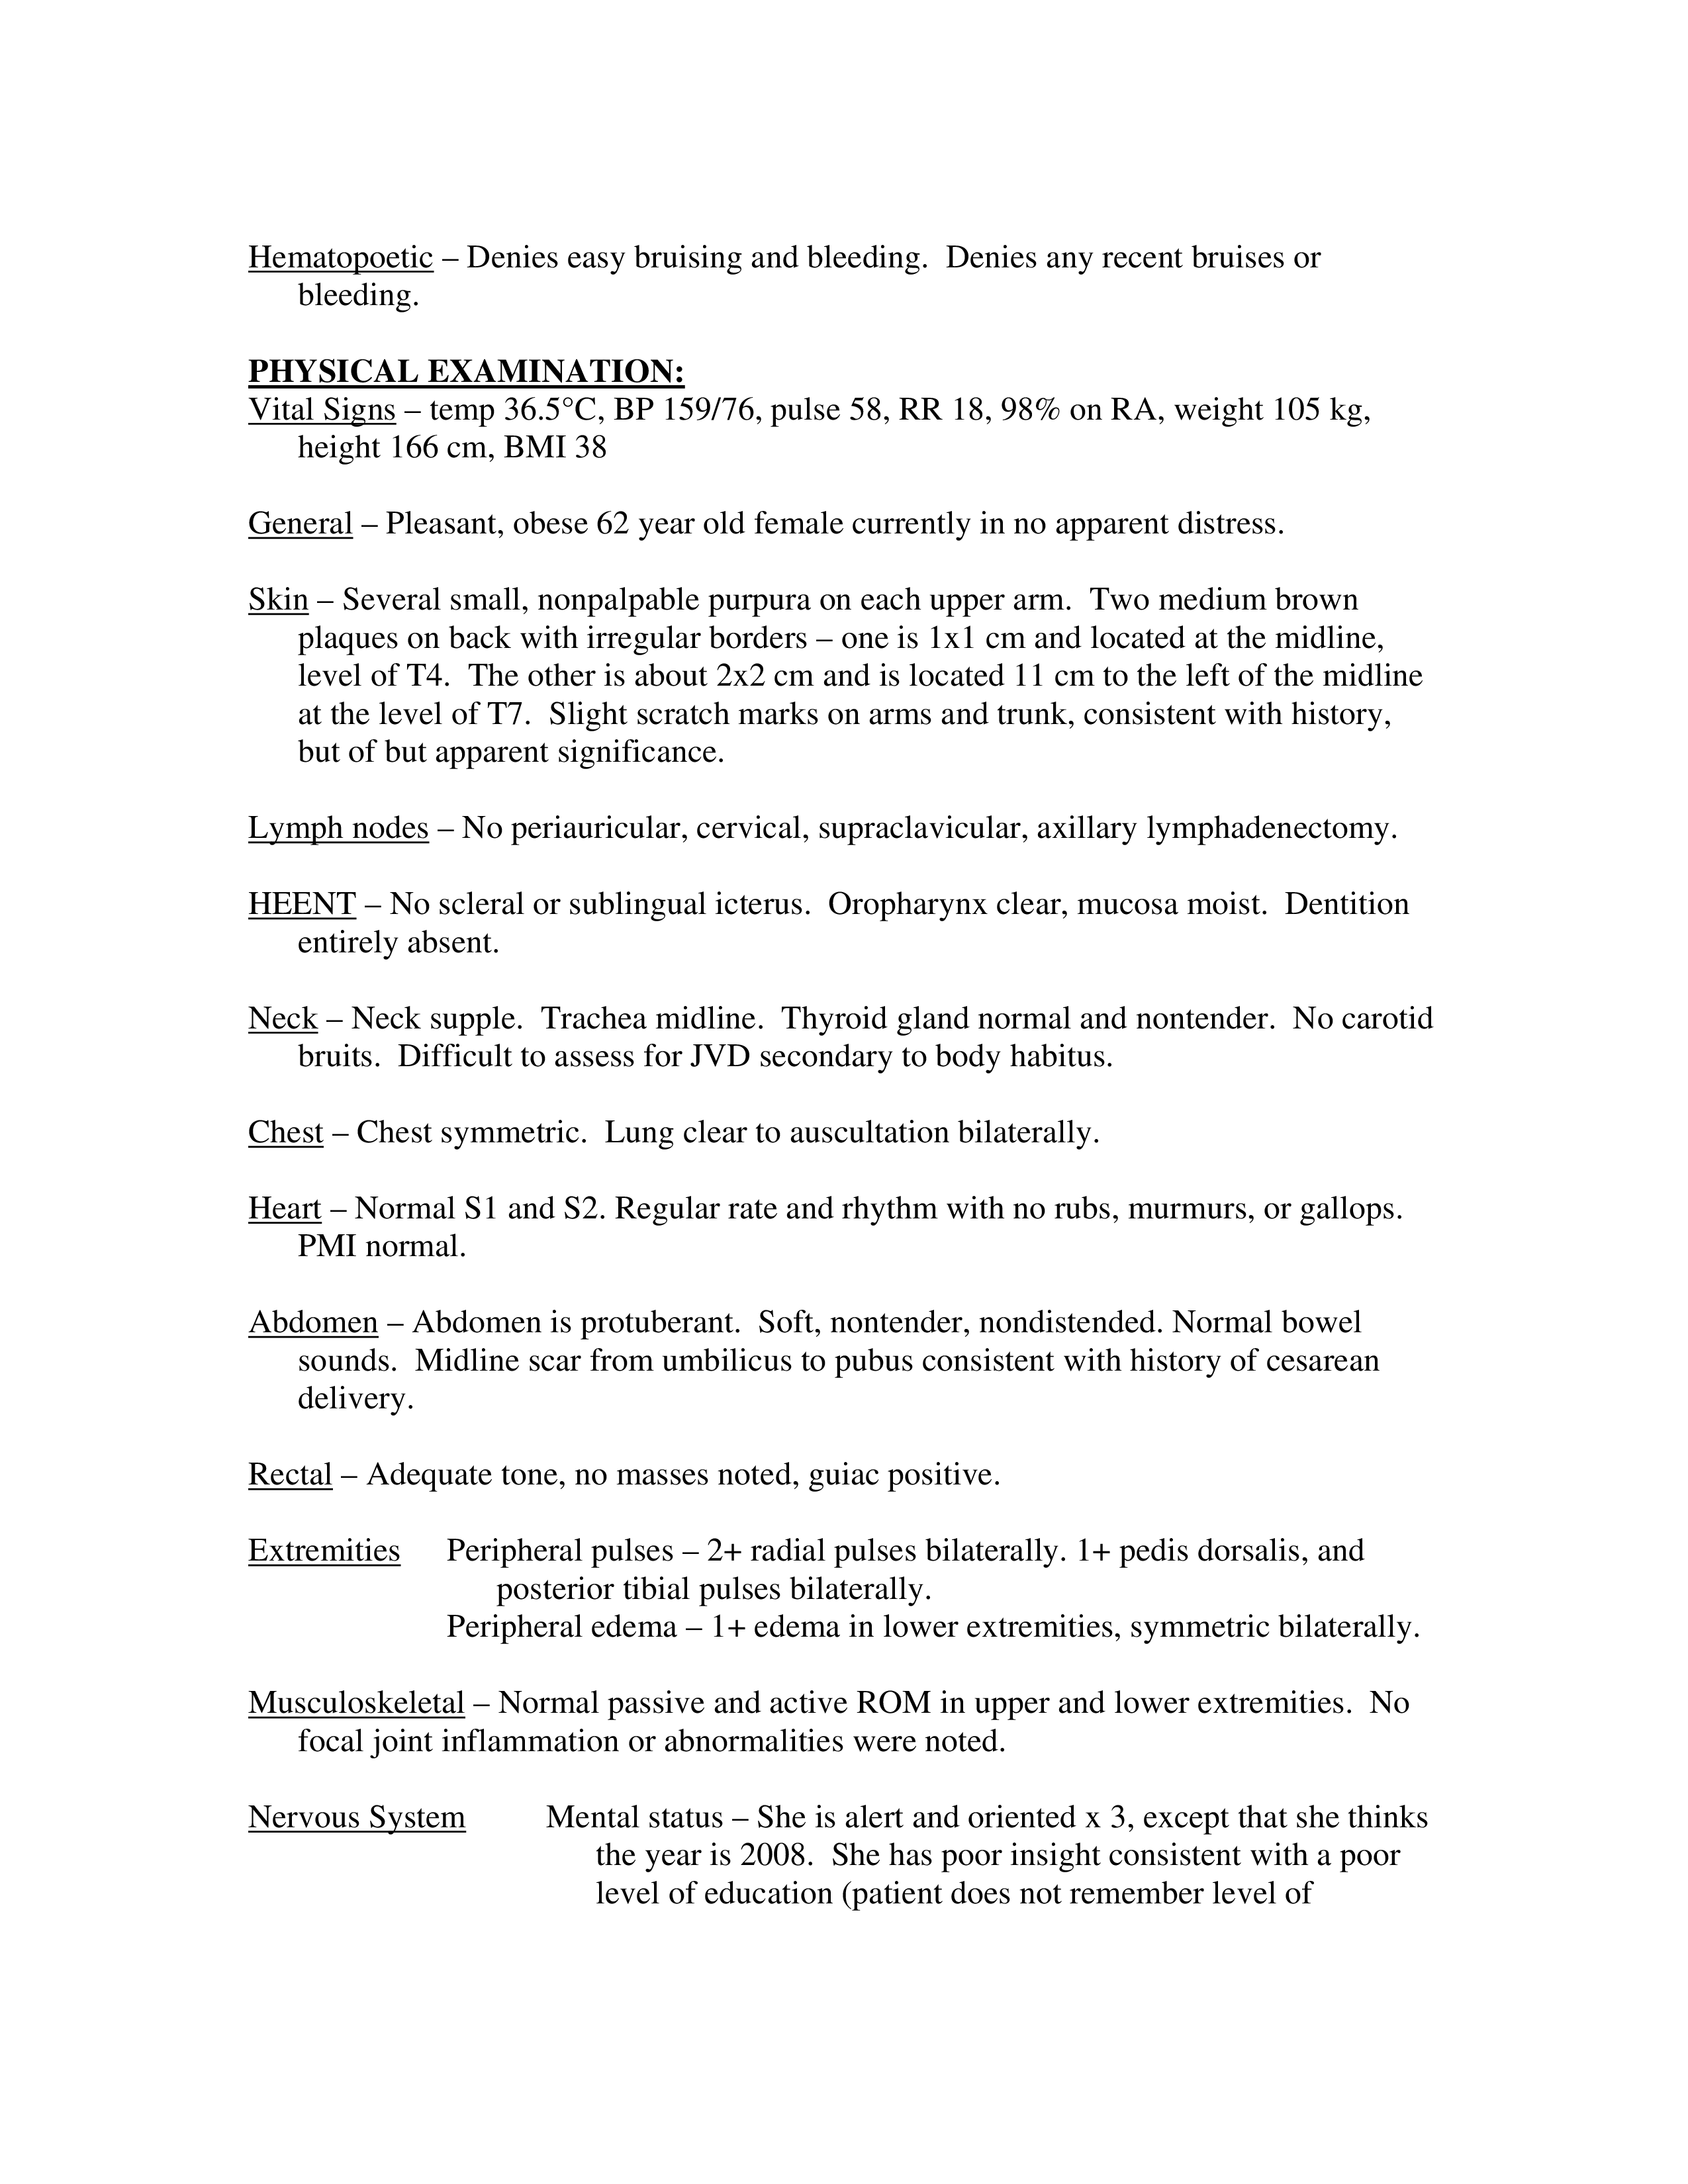 Hematopoetic – Denies easy bruising and bleeding.  Denies any recent bruises or
bleeding.
PHYSICAL EXAMINATION:
Vital Signs – temp 36.5°C, BP 159/76, pulse 58, RR 18, 98% on RA, weight 105 kg,
height 166 cm, BMI 38
General – Pleasant, obese 62 year old female currently in no apparent distress.
Skin – Several small, nonpalpable purpura on each upper arm.  Two medium brown
plaques on back with irregular borders – one is 1x1 cm and located at the midline,
level of T4.  The other is about 2x2 cm and is located 11 cm to the left of the midline
at the level of T7.  Slight scratch marks on arms and trunk, consistent with history,
but of but apparent significance.
Lymph nodes – No periauricular, cervical, supraclavicular, axillary lymphadenectomy.
HEENT – No scleral or sublingual icterus.  Oropharynx clear, mucosa moist.  Dentition
entirely absent.
Neck – Neck supple.  Trachea midline.  Thyroid gland normal and nontender.  No carotid
bruits.  Difficult to assess for JVD secondary to body habitus.
Chest – Chest symmetric.  Lung clear to auscultation bilaterally.
Heart – Normal S1 and S2. Regular rate and rhythm with no rubs, murmurs, or gallops.
PMI normal.
Abdomen – Abdomen is protuberant.  Soft, nontender, nondistended. Normal bowel
sounds.  Midline scar from umbilicus to pubus consistent with history of cesarean
delivery.
Rectal – Adequate tone, no masses noted, guiac positive.
Extremities Peripheral pulses – 2+ radial pulses bilaterally. 1+ pedis dorsalis, and
posterior tibial pulses bilaterally.
Peripheral edema – 1+ edema in lower extremities, symmetric bilaterally.
Musculoskeletal – Normal passive and active ROM in upper and lower extremities.  No
focal joint inflammation or abnormalities were noted.
Nervous System Mental status – She is alert and oriented x 3, except that she thinks
the year is 2008.  She has poor insight consistent with a poor
level of education (patient does not remember level of